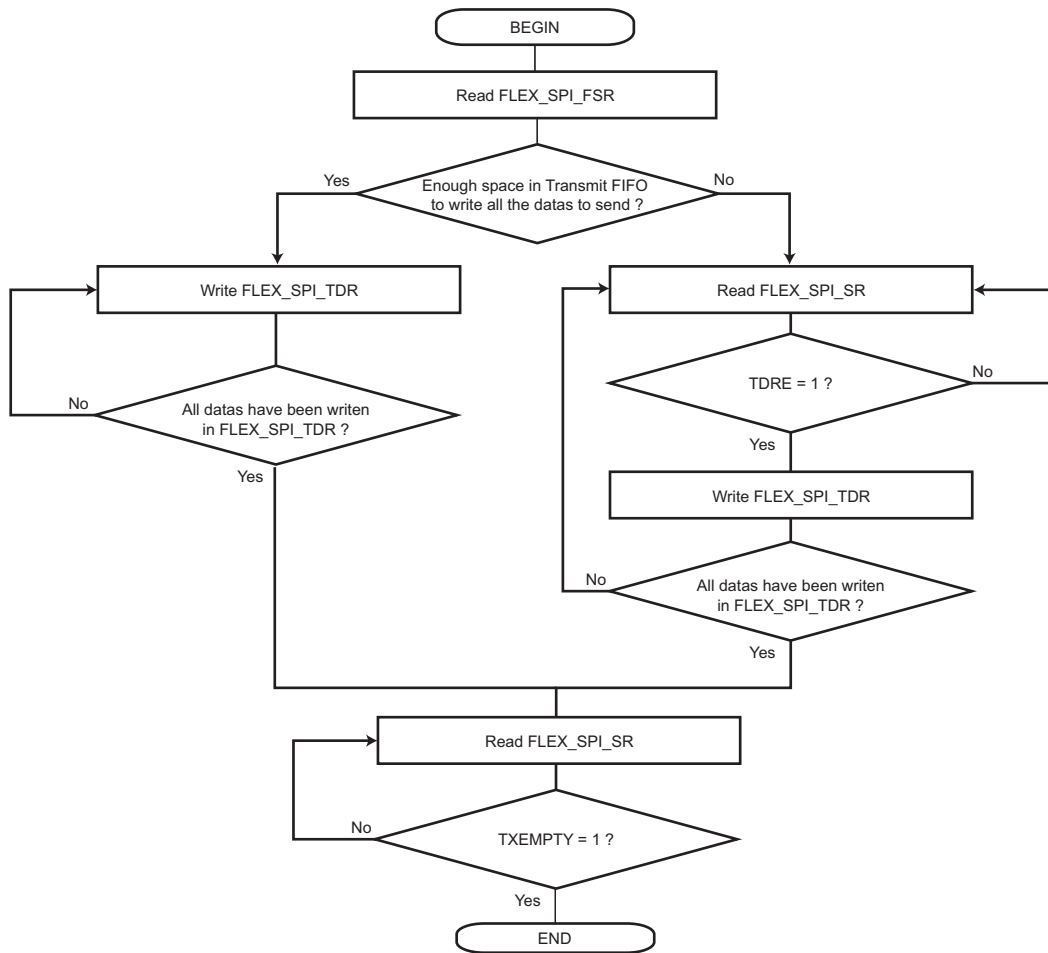 BEGIN
Read FLEX_SPI_FSR
Yes
Enough space in Transmit FIFO
to write all the datas to send ?
No
Write FLEX_SPI_TDR
No
All datas have been writen
in FLEX_SPI_TDR ?
Yes
Read FLEX_SPI_SR
TDRE = 1 ?
No
Yes
Write FLEX_SPI_TDR
No
All datas have been writen
in FLEX_SPI_TDR ?
Yes
Read FLEX_SPI_SR
No
TXEMPTY = 1 ?
Yes
END